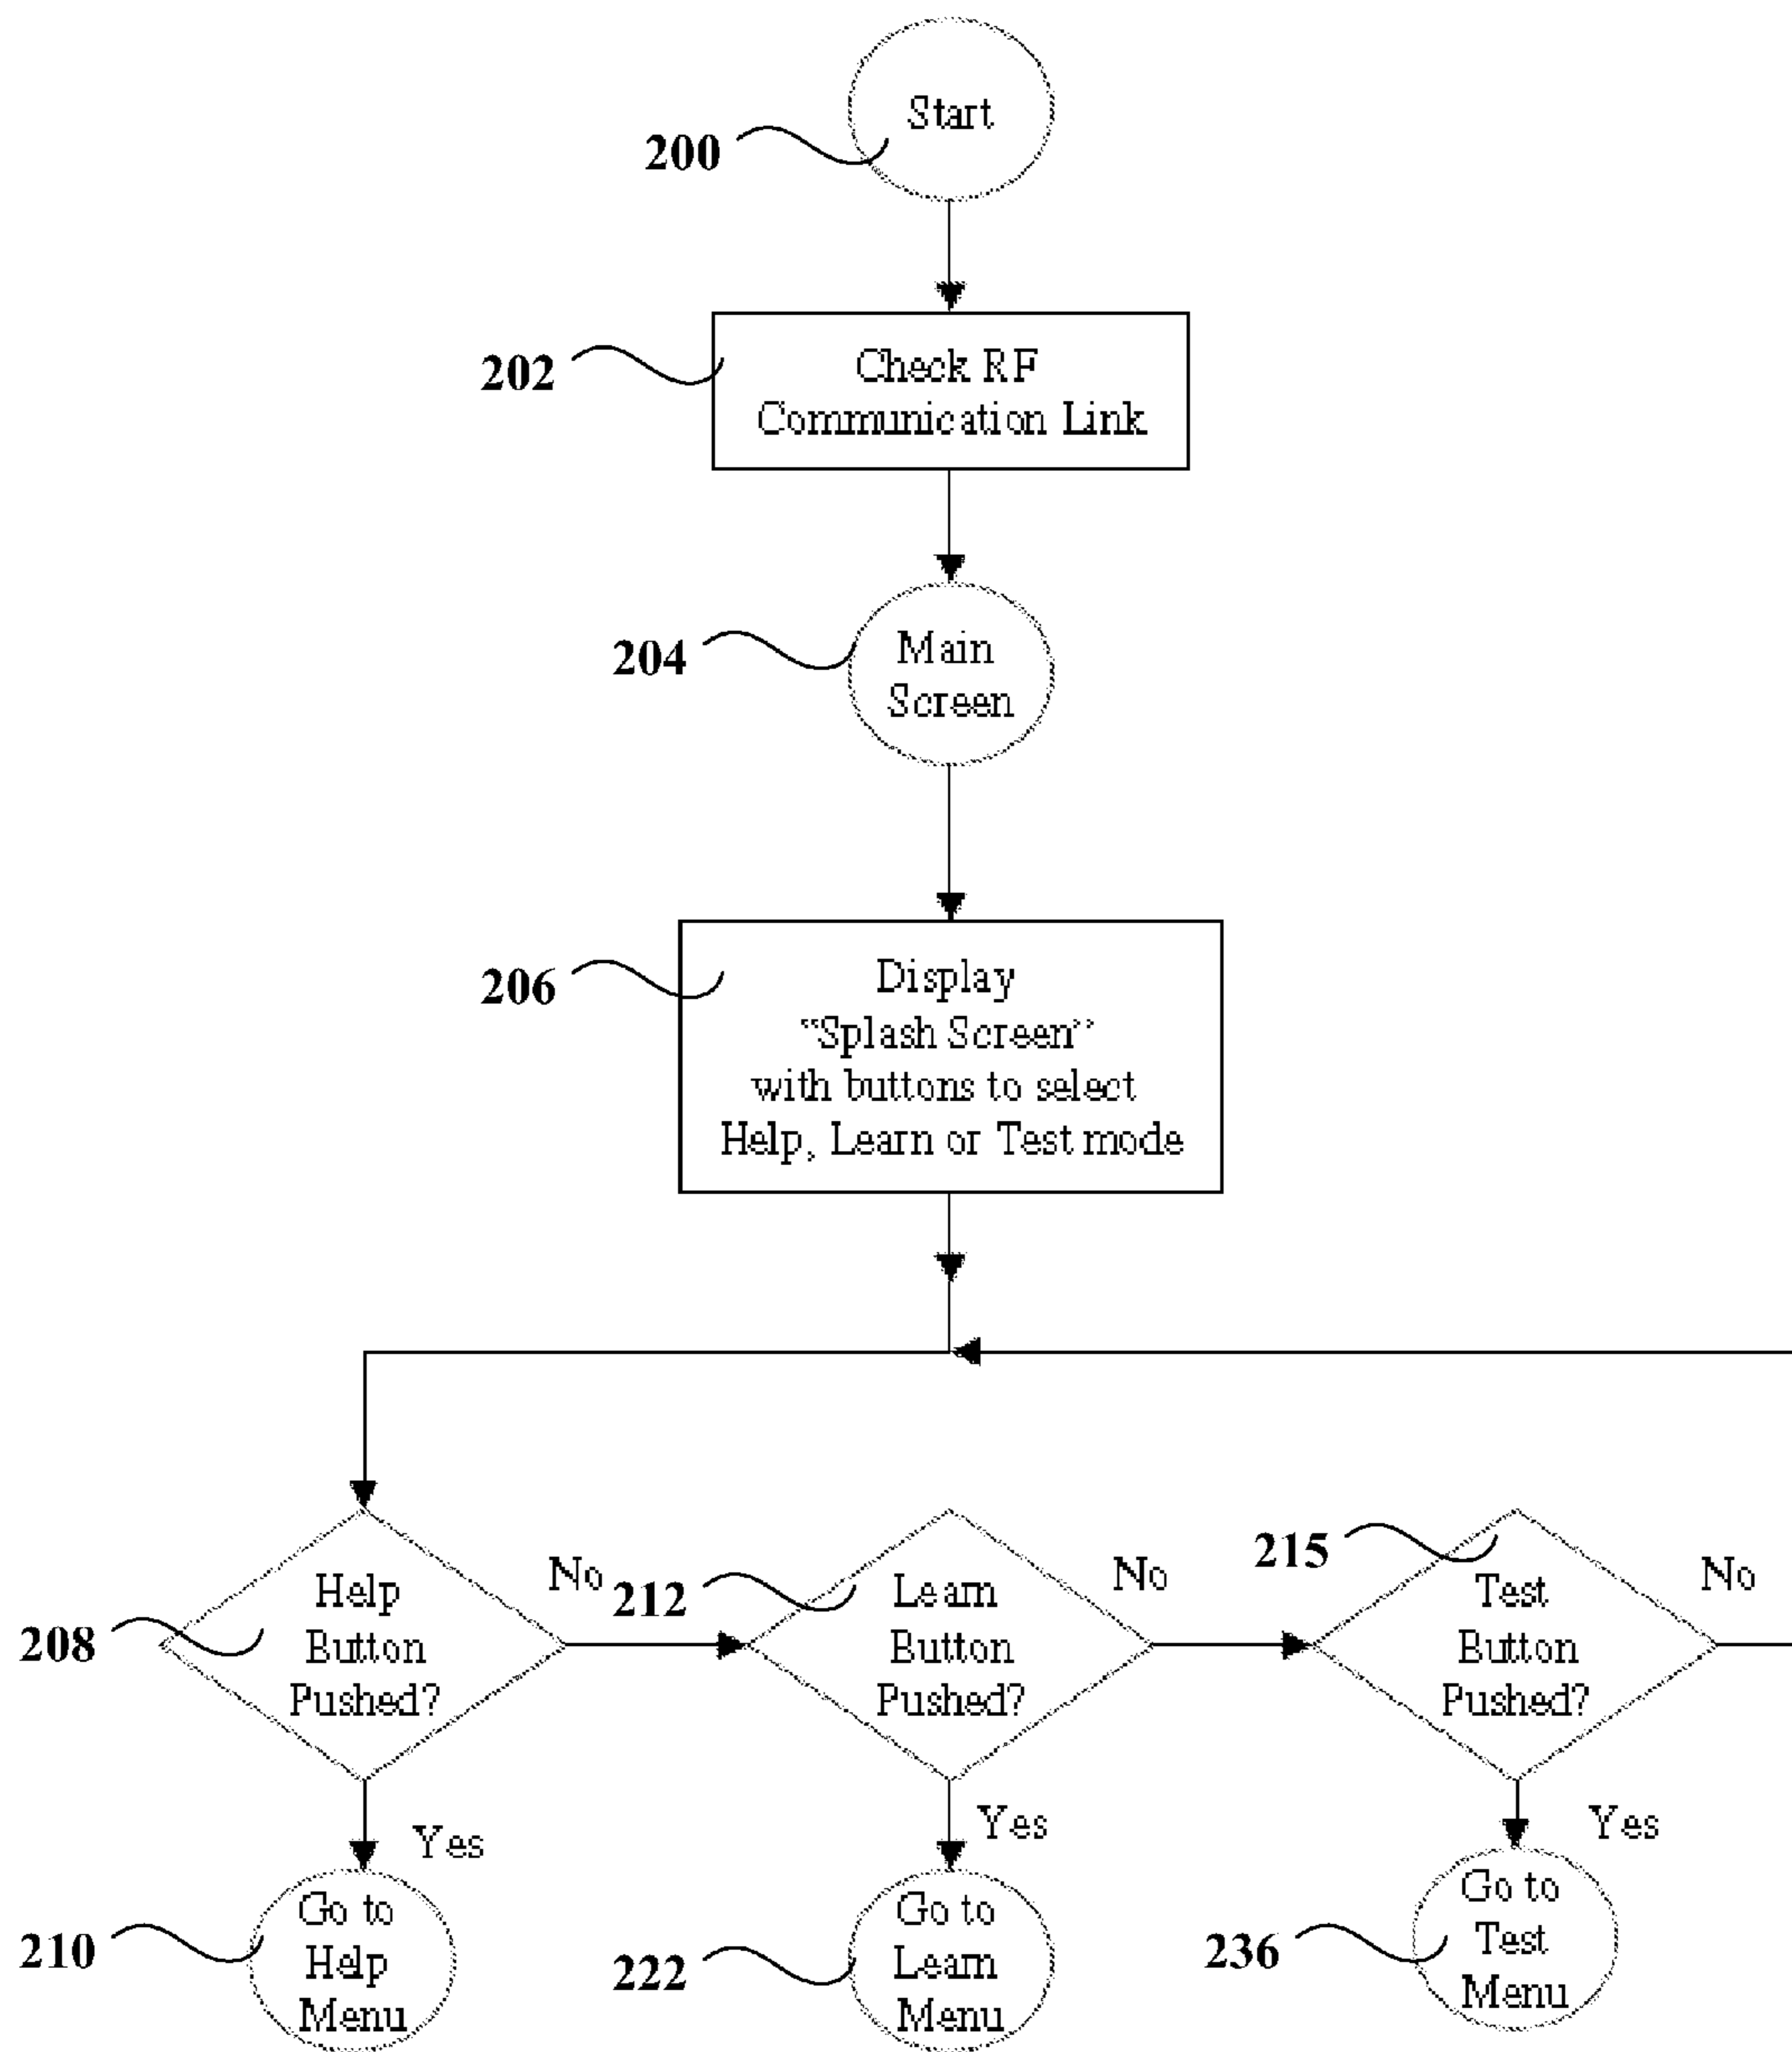 Start
200
202
Check RF
Communication Link
204
Main
Screen
206
Display
"Splash Screen"
with buttons to select
Help, Learn or Test mode
208
Help
Button
Pushed?
No
212
Learn
Button
Pushed?
No
215
Test
Button
Pushed?
No
Yes
Yes
Yes
210
Go to
Help
Menu
222
Go to
Learn
Menu
236
Go to
Test
Menu